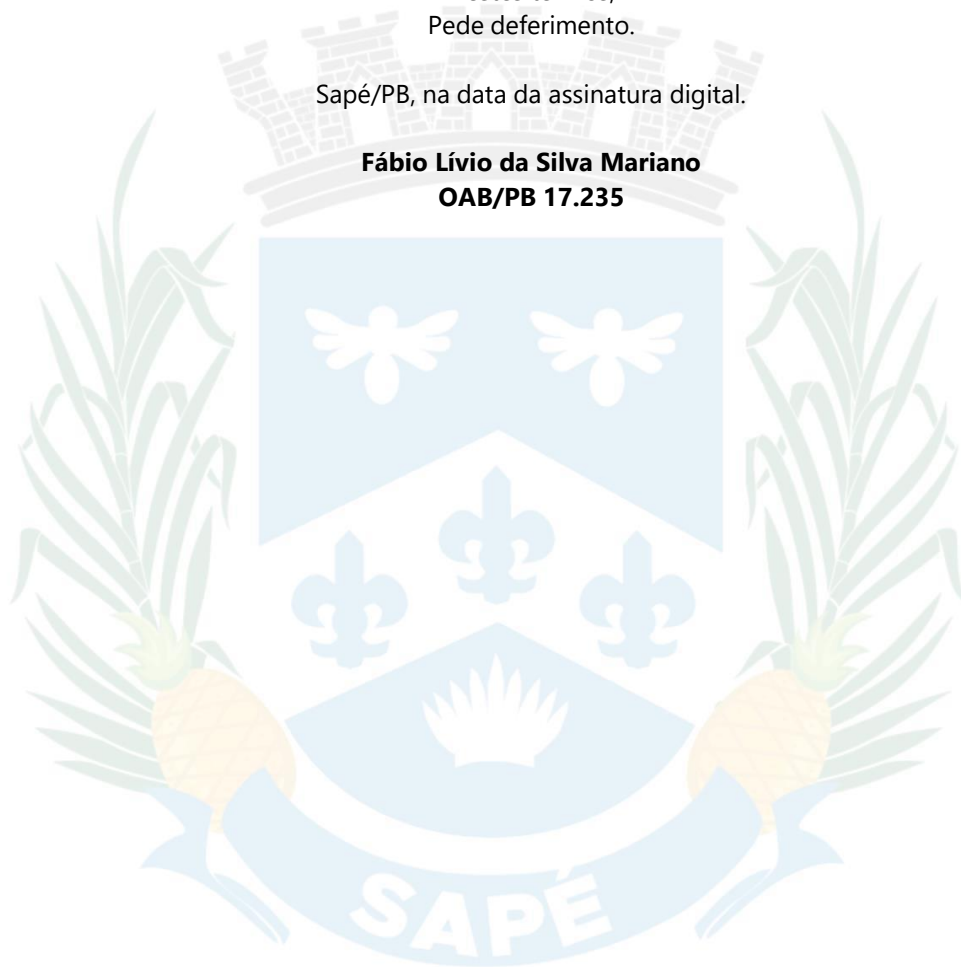 Pede deferimento.
Sapé/PB, na data da assinatura digital.
Fábio Lívio da Silva Mariano
OAB/PB 17.235
SAPÉ